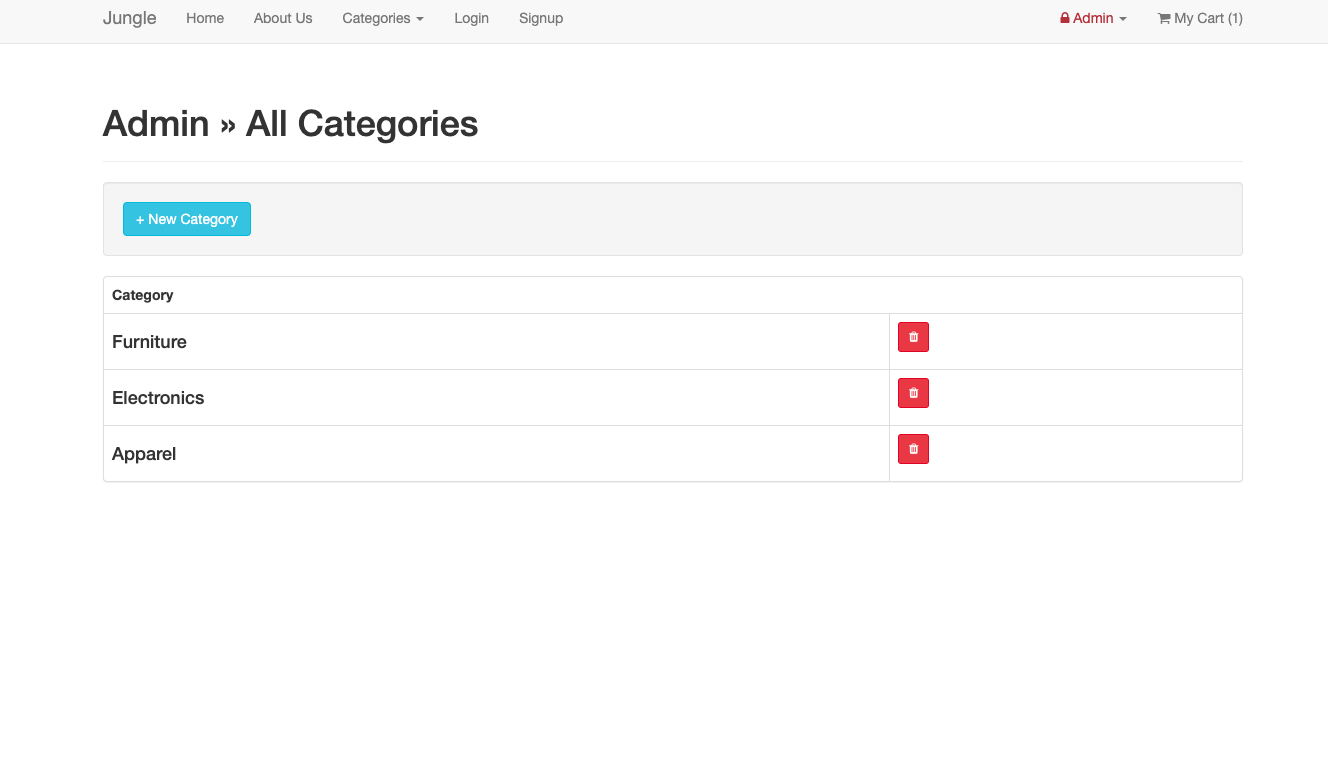 Jungle Home About Us Categories Login Signup Admin My Cart (1)
Admin » All Categories
+ New Category
Category
Furniture
Electronics
Apparel